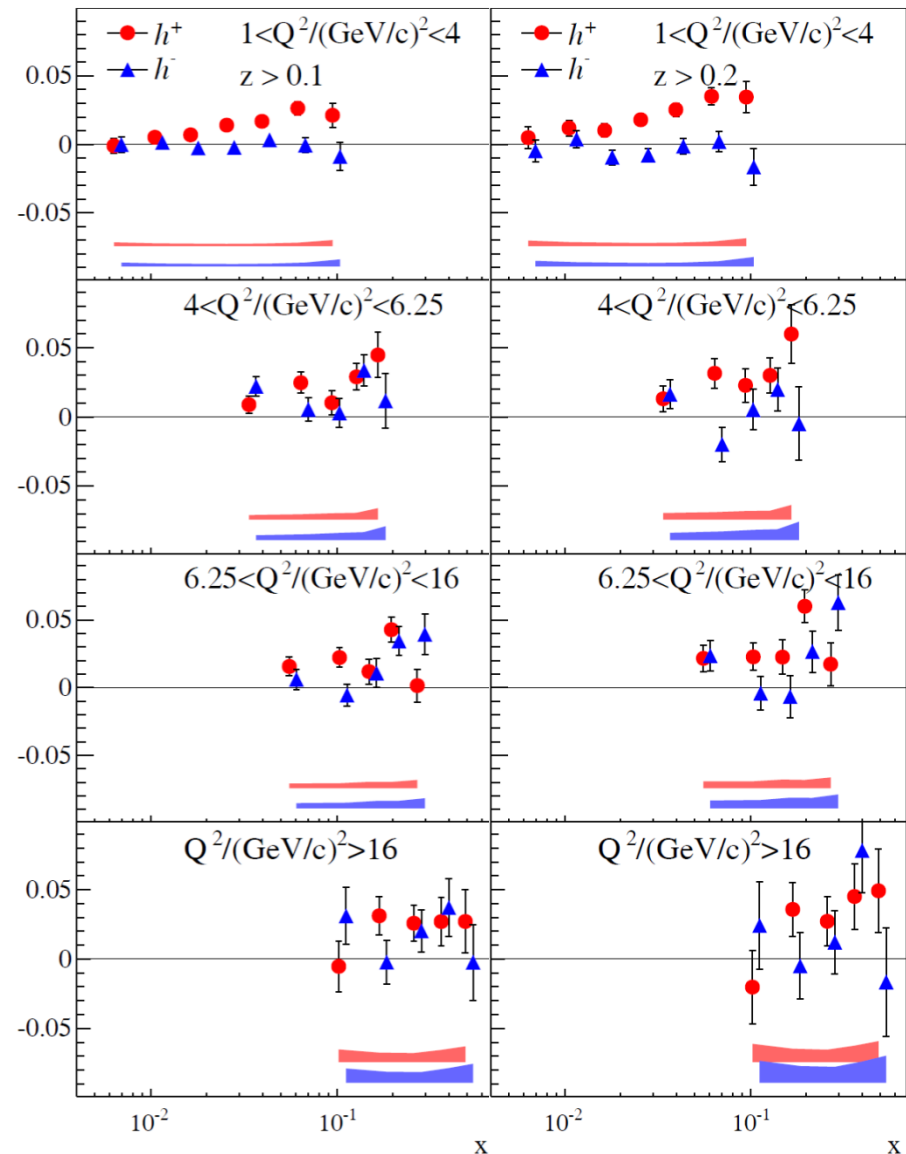 h⁺ 1<Q²/(GeV/c)²<4
h⁻ z > 0.1
h⁺ 1<Q²/(GeV/c)²<4
h⁻ z > 0.2
0.05
0
-0.05
4<Q²/(GeV/c)²<6.25
4<Q²/(GeV/c)²<6.25
0.05
0
-0.05
6.25<Q²/(GeV/c)²<16
6.25<Q²/(GeV/c)²<16
0.05
0
-0.05
Q²/(GeV/c)²>16
Q²/(GeV/c)²>16
0.05
0
-0.05
10⁻² 10⁻¹ 10⁻² 10⁻¹
x x